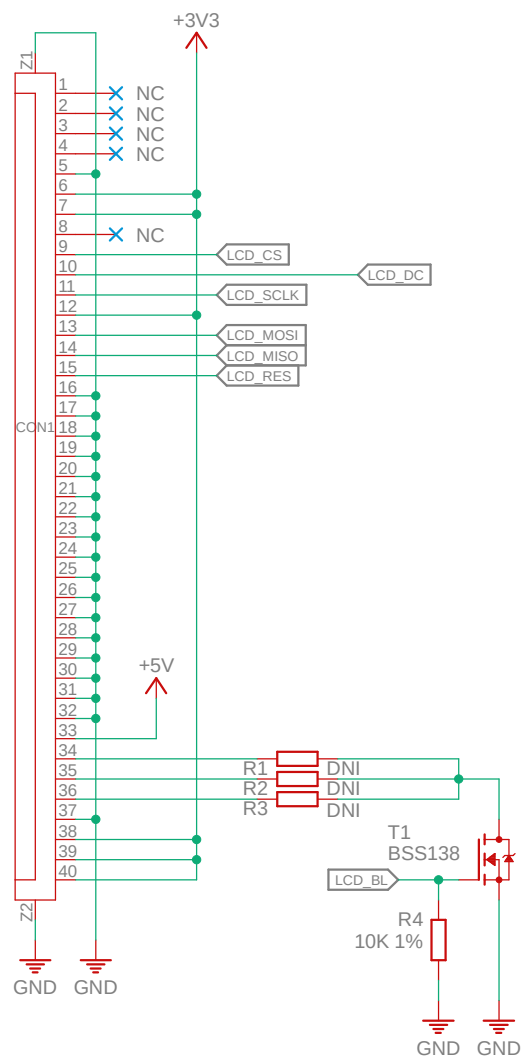 +3V3
Z1
1
NC
2
NC
3
NC
4
NC
5
6
7
8
NC
9
LCD_CS
10
LCD_DC
11
LCD_SCLK
12
13
LCD_MOSI
14
LCD_MISO
15
LCD_RES
16
17
CON1
18
19
20
21
22
23
24
25
26
27
28
29
30
31
+5V
32
33
34
R1
DNI
35
R2
DNI
36
R3
DNI
37
38
39
40
T1
BSS138
LCD_BL
Z2
R4
10K 1%
GND
GND
GND
GND